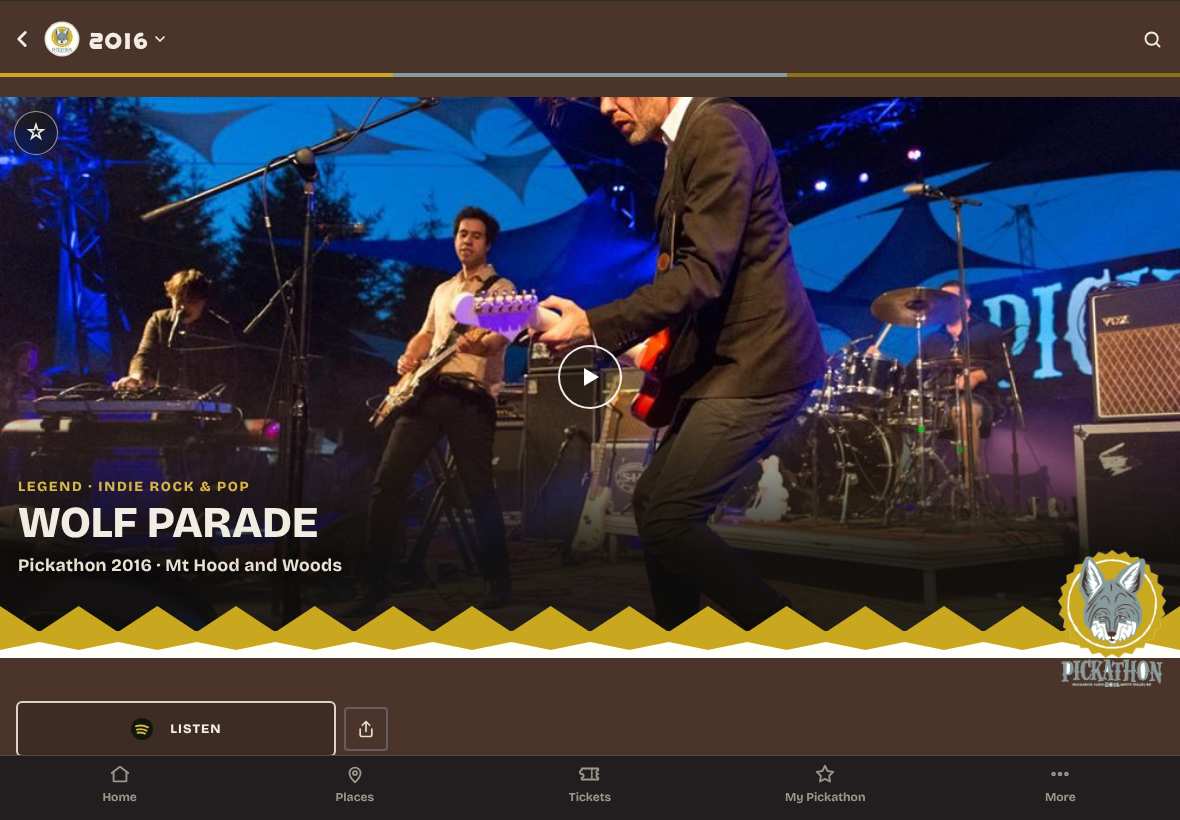 2016
PIC
VOX
LEGEND · INDIE ROCK & POP
WOLF PARADE
Pickathon 2016 · Mt Hood and Woods
PICKATHON
LISTEN
Home
Places
Tickets
My Pickathon
More